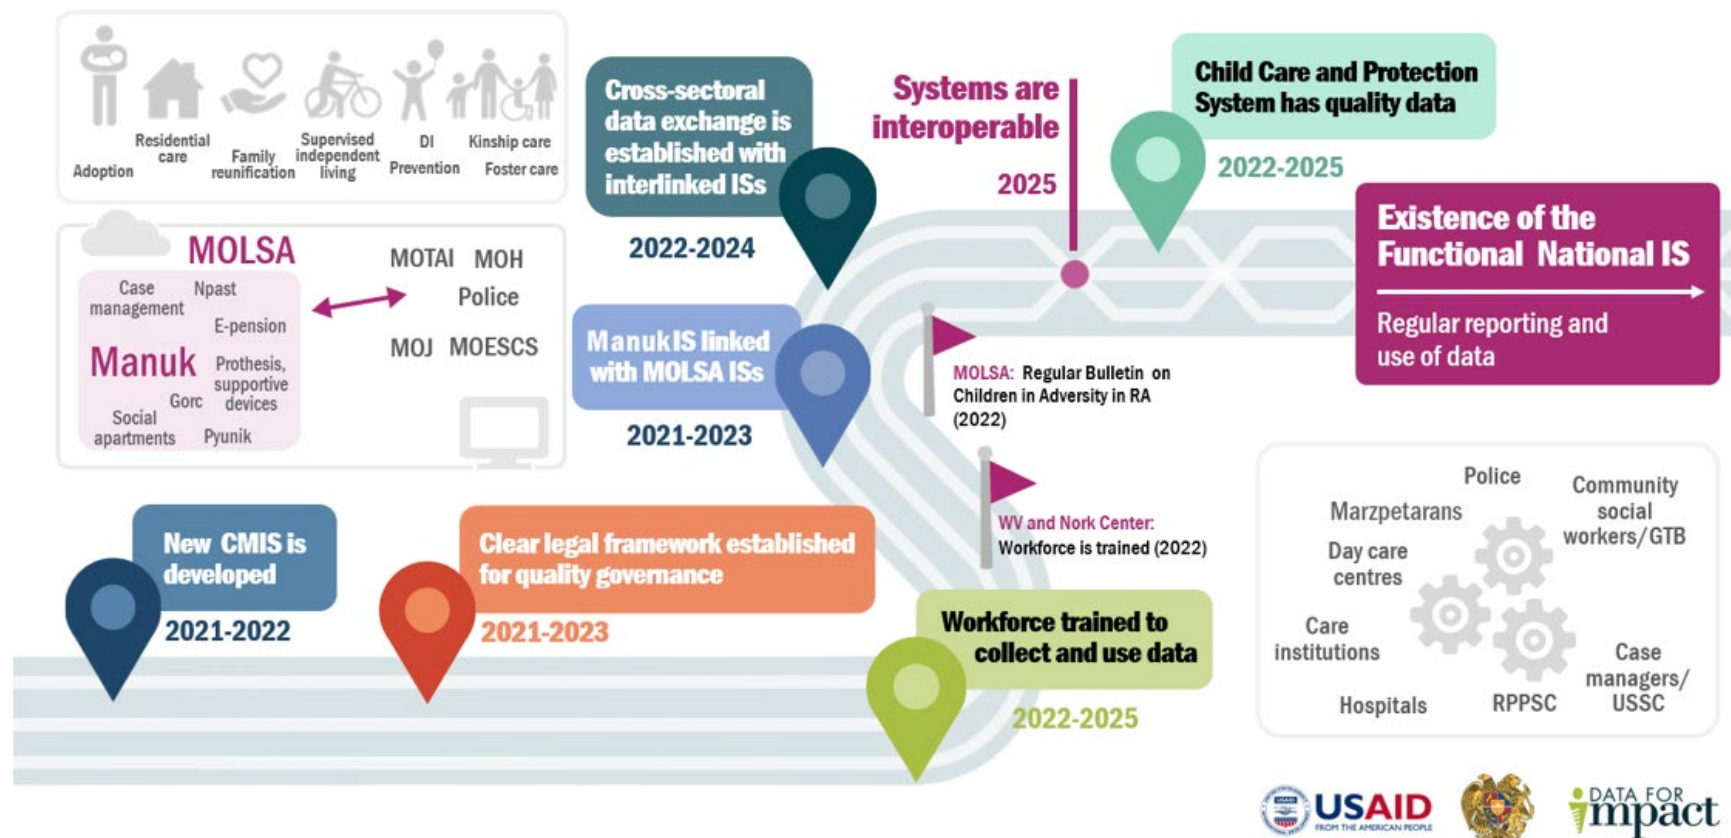 Adoption
Residential
care
Family
reunification
Supervised
independent
living
DI
Prevention
Kinship care
Foster care
MOLSA
Case
management
Npast
E-pension
Manuk
Prothesis,
supportive
devices
Gorc
Social
apartments
Pyunik
MOTAI
MOH
Police
MOJ
MOESCS
Cross-sectoral
data exchange is
established with
interlinked ISs
2022-2024
Manuk IS linked
with MOLSA ISs
2021-2023
New CMIS is
developed
2021-2022
Clear legal framework established
for quality governance
2021-2023
Workforce trained to
collect and use data
2022-2025
Systems are
interoperable
2025
Child Care and Protection
System has quality data
2022-2025
Existence of the
Functional National IS
Regular reporting and
use of data
MOLSA: Regular Bulletin on
Children in Adversity in RA
(2022)
WV and Nork Center:
Workforce is trained (2022)
Police
Community
social
workers/GTB
Marzpetarans
Day care
centres
Care
institutions
Case
managers/
USSC
Hospitals
RPPSC
USAID
FROM THE AMERICAN PEOPLE
DATA FOR
impact